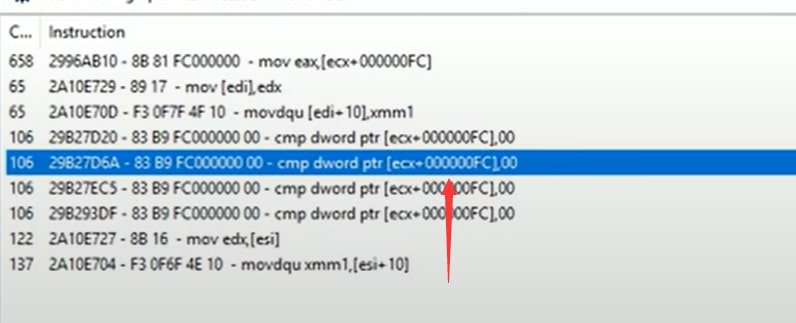 C... Instruction
658 2996AB10 - 8B 81 FC000000 - mov eax,[ecx+000000FC]
65 2A10E729 - 89 17 - mov [edi],edx
65 2A10E70D - F3 0F7F 4F 10 - movdqu [edi+10],xmm1
106 29B27D20 - 83 B9 FC000000 00 - cmp dword ptr [ecx+000000FC],00
106 29B27D6A - 83 B9 FC000000 00 - cmp dword ptr [ecx+000000FC],00
106 29B27EC5 - 83 B9 FC000000 00 - cmp dword ptr [ecx+000000FC],00
106 29B293DF - 83 B9 FC000000 00 - cmp dword ptr [ecx+000000FC],00
122 2A10E727 - 8B 16 - mov edx,[esi]
137 2A10E704 - F3 0F6F 4E 10 - movdqu xmm1,[esi+10]